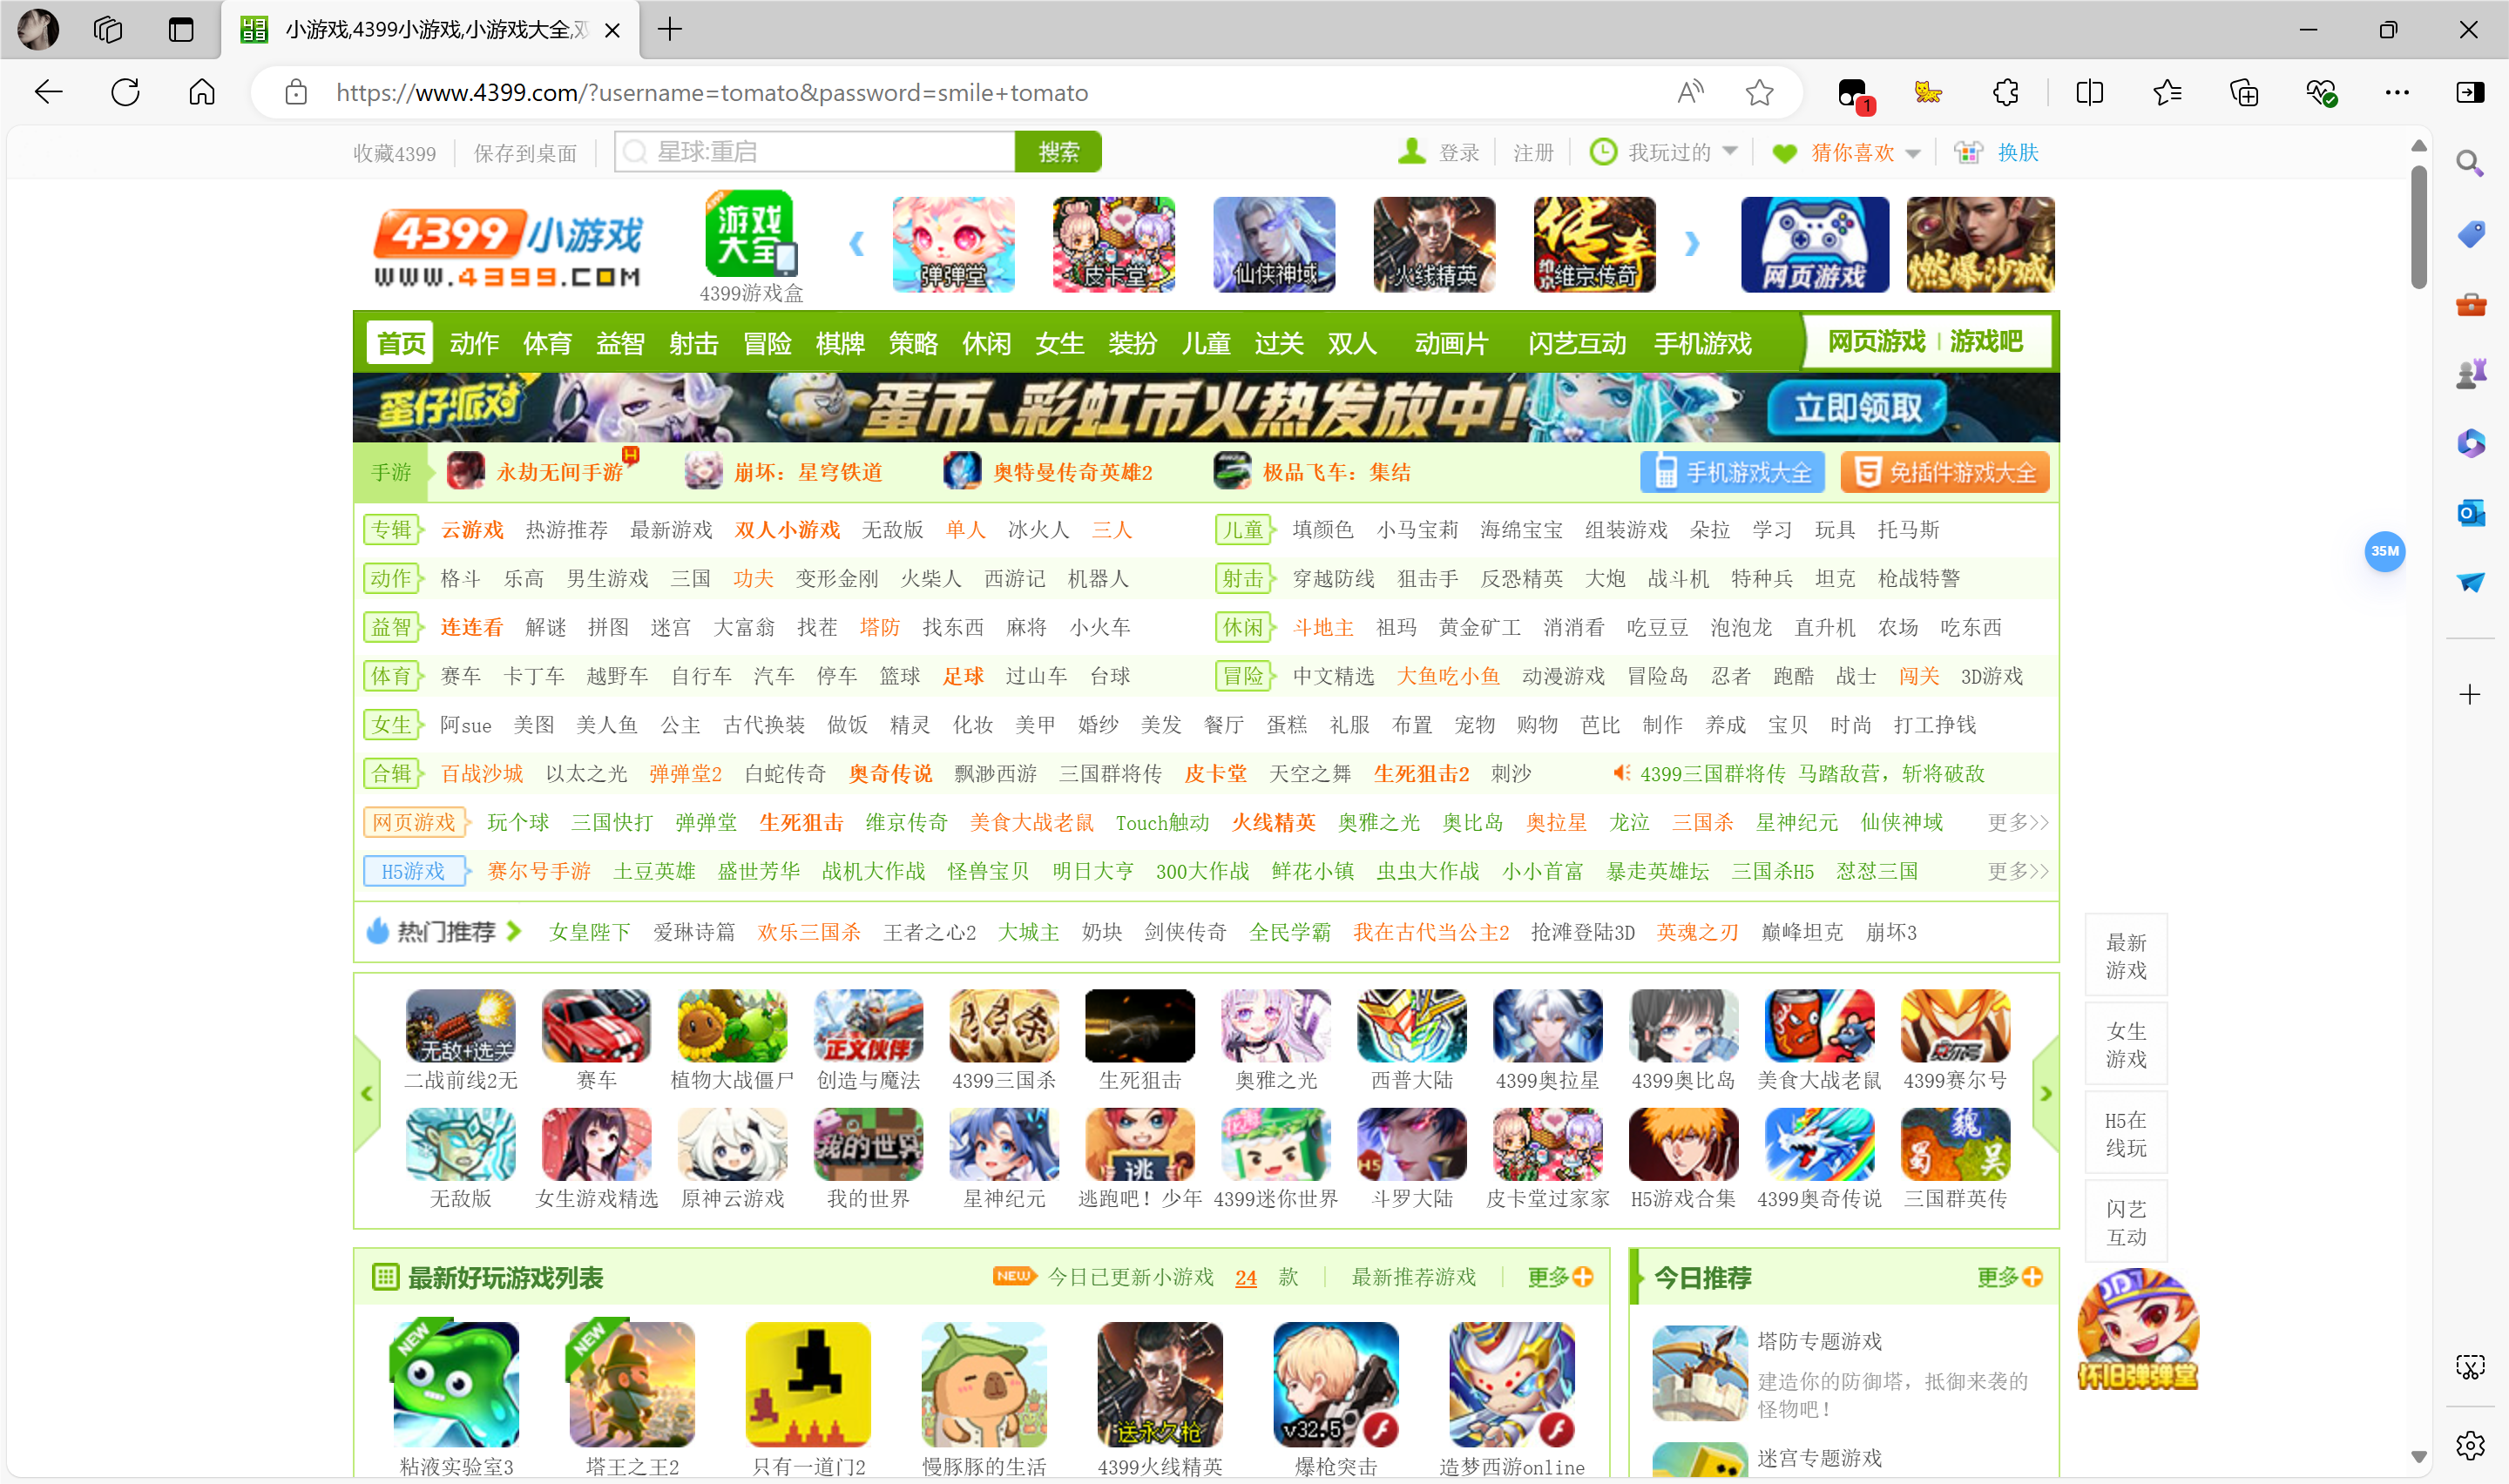 小游戏,4399小游戏,小游戏大全,双
https://www.4399.com/?username=tomato&password=smile+tomato
1
收藏4399 保存到桌面 星球:重启 搜索 登录 注册 我玩过的 猜你喜欢 换肤
4399小游戏
www.4399.com
游戏大全
4399游戏盒
弹弹堂 皮卡堂 仙侠神域 火线精英 维京传奇 网页游戏 燃爆沙城
首页 动作 体育 益智 射击 冒险 棋牌 策略 休闲 女生 装扮 儿童 过关 双人 动画片 闪艺互动 手机游戏 网页游戏 游戏吧
蛋仔派对 蛋币、彩虹币火热发放中! 立即领取
手游 永劫无间手游 H 崩坏：星穹铁道 奥特曼传奇英雄2 极品飞车：集结 手机游戏大全 免插件游戏大全
专辑 云游戏 热游推荐 最新游戏 双人小游戏 无敌版 单人 冰火人 三人 儿童 填颜色 小马宝莉 海绵宝宝 组装游戏 朵拉 学习 玩具 托马斯
动作 格斗 乐高 男生游戏 三国 功夫 变形金刚 火柴人 西游记 机器人 射击 穿越防线 狙击手 反恐精英 大炮 战斗机 特种兵 坦克 枪战特警
35M
益智 连连看 解谜 拼图 迷宫 大富翁 找茬 塔防 找东西 麻将 小火车 休闲 斗地主 祖玛 黄金矿工 消消看 吃豆豆 泡泡龙 直升机 农场 吃东西
体育 赛车 卡丁车 越野车 自行车 汽车 停车 篮球 足球 过山车 台球 冒险 中文精选 大鱼吃小鱼 动漫游戏 冒险岛 忍者 跑酷 战士 闯关 3D游戏
女生 阿sue 美图 美人鱼 公主 古代换装 做饭 精灵 化妆 美甲 婚纱 美发 餐厅 蛋糕 礼服 布置 宠物 购物 芭比 制作 养成 宝贝 时尚 打工挣钱
合辑 百战沙城 以太之光 弹弹堂2 白蛇传奇 奥奇传说 飘渺西游 三国群将传 皮卡堂 天空之舞 生死狙击2 刺沙 4399三国群将传 马踏敌营，斩将破敌
网页游戏 玩个球 三国快打 弹弹堂 生死狙击 维京传奇 美食大战老鼠 Touch触动 火线精英 奥雅之光 奥比岛 奥拉星 龙泣 三国杀 星神纪元 仙侠神域 更多>>
H5游戏 赛尔号手游 土豆英雄 盛世芳华 战机大作战 怪兽宝贝 明日大亨 300大作战 鲜花小镇 虫虫大作战 小小首富 暴走英雄坛 三国杀H5 怼怼三国 更多>>
热门推荐 女皇陛下 爱琳诗篇 欢乐三国杀 王者之心2 大城主 奶块 剑侠传奇 全民学霸 我在古代当公主2 抢滩登陆3D 英魂之刃 巅峰坦克 崩坏3
无敌+选关 正文伙伴 赛尔号
二战前线2无 赛车 植物大战僵尸 创造与魔法 4399三国杀 生死狙击 奥雅之光 西普大陆 4399奥拉星 4399奥比岛 美食大战老鼠 4399赛尔号
我的世界 逃 H5 魏 蜀 吴
无敌版 女生游戏精选 原神云游戏 我的世界 星神纪元 逃跑吧！少年 4399迷你世界 斗罗大陆 皮卡堂过家家 H5游戏合集 4399奥奇传说 三国群英传
最新
游戏
女生
游戏
H5在
线玩
闪艺
互动
怀旧弹弹堂
最新好玩游戏列表 NEW 今日已更新小游戏 24 款 最新推荐游戏 更多
NEW NEW 送永久枪 v32.5
粘液实验室3 塔王之王2 只有一道门2 慢豚豚的生活 4399火线精英 爆枪突击 造梦西游online
今日推荐 更多
塔防专题游戏
建造你的防御塔，抵御来袭的
怪物吧！
迷宫专题游戏